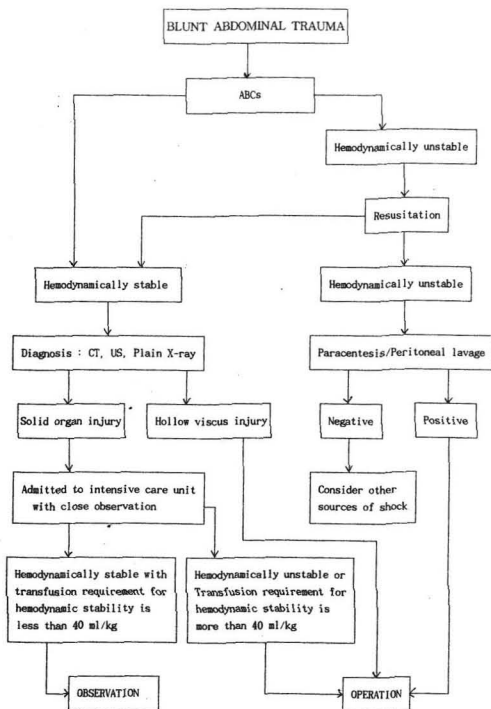 BLUNT ABDOMINAL TRAUMA
ABCs
Hemodynamically unstable
Resusitation
Hemodynamically stable
Hemodynamically unstable
Diagnosis : CT, US, Plain X-ray
Paracentesis/Peritoneal lavage
Solid organ injury
Hollow viscus injury
Negative
Positive
Admitted to intensive care unit
with close observation
Consider other
sources of shock
Hemodynamically stable with
transfusion requirement for
hemodynamic stability is
less than 40 ml/kg
Hemodynamically unstable or
Transfusion requirement for
hemodynamic stability is
more than 40 ml/kg
OBSERVATION
OPERATION